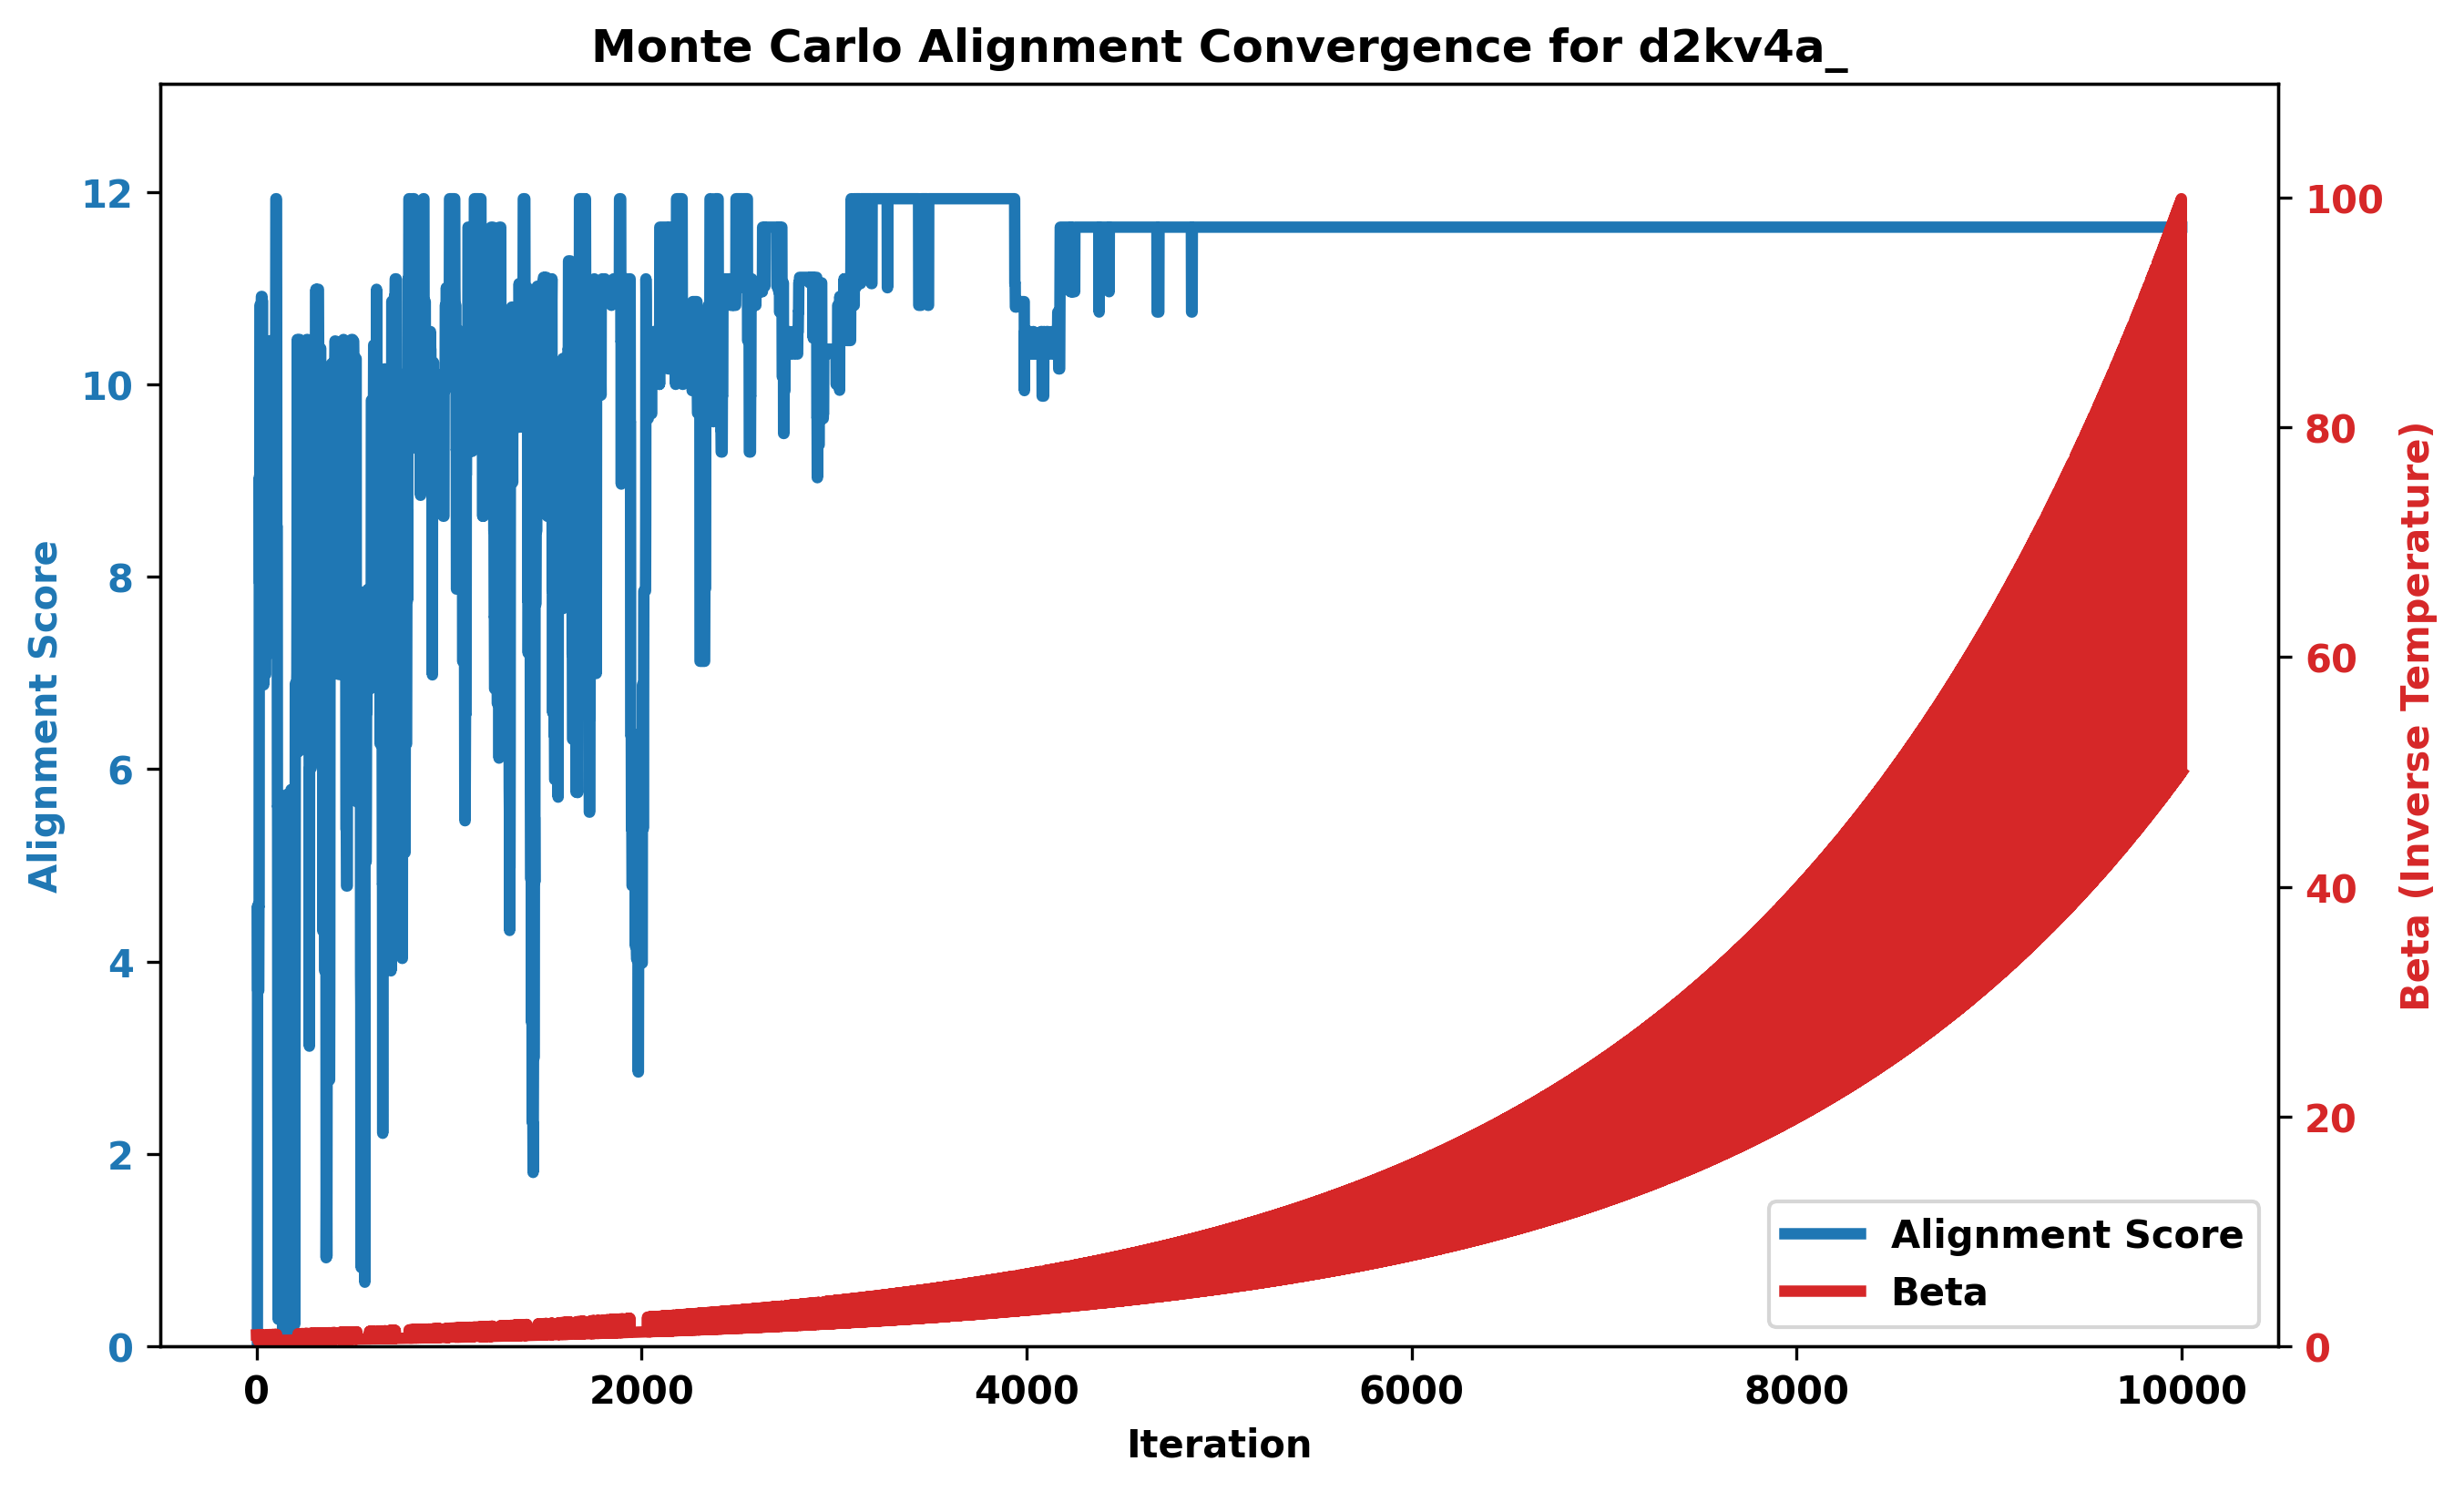 Monte Carlo Alignment Convergence for d2kv4a_
12
10
8
6
4
2
0
Alignment Score
100
80
60
40
20
0
Beta (Inverse Temperature)
Alignment Score
Beta
0 2000 4000 6000 8000 10000
Iteration